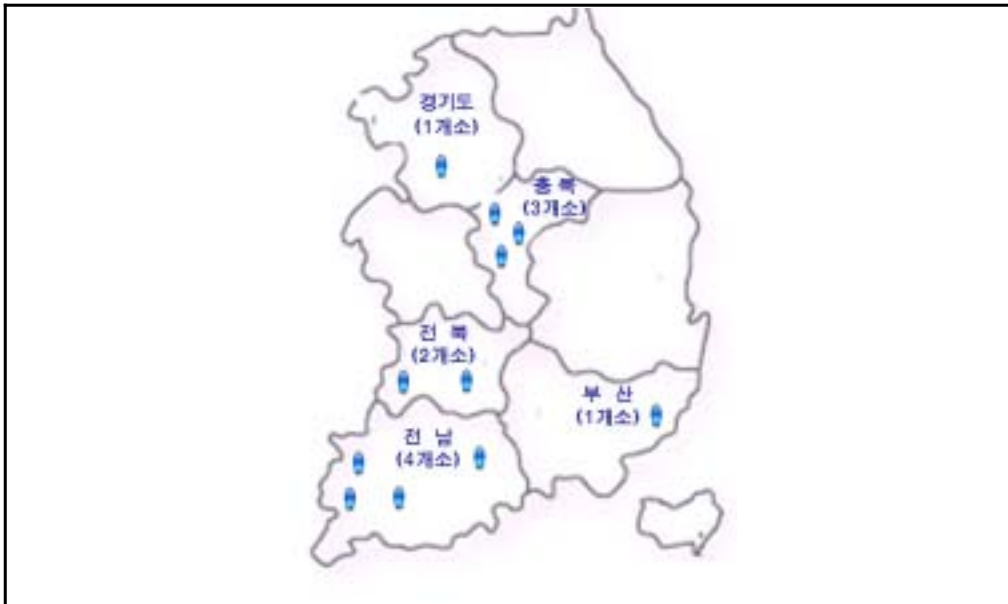 경기도
(1개소)
충 북
(3개소)
전 북
(2개소)
부 산
(1개소)
전 남
(4개소)